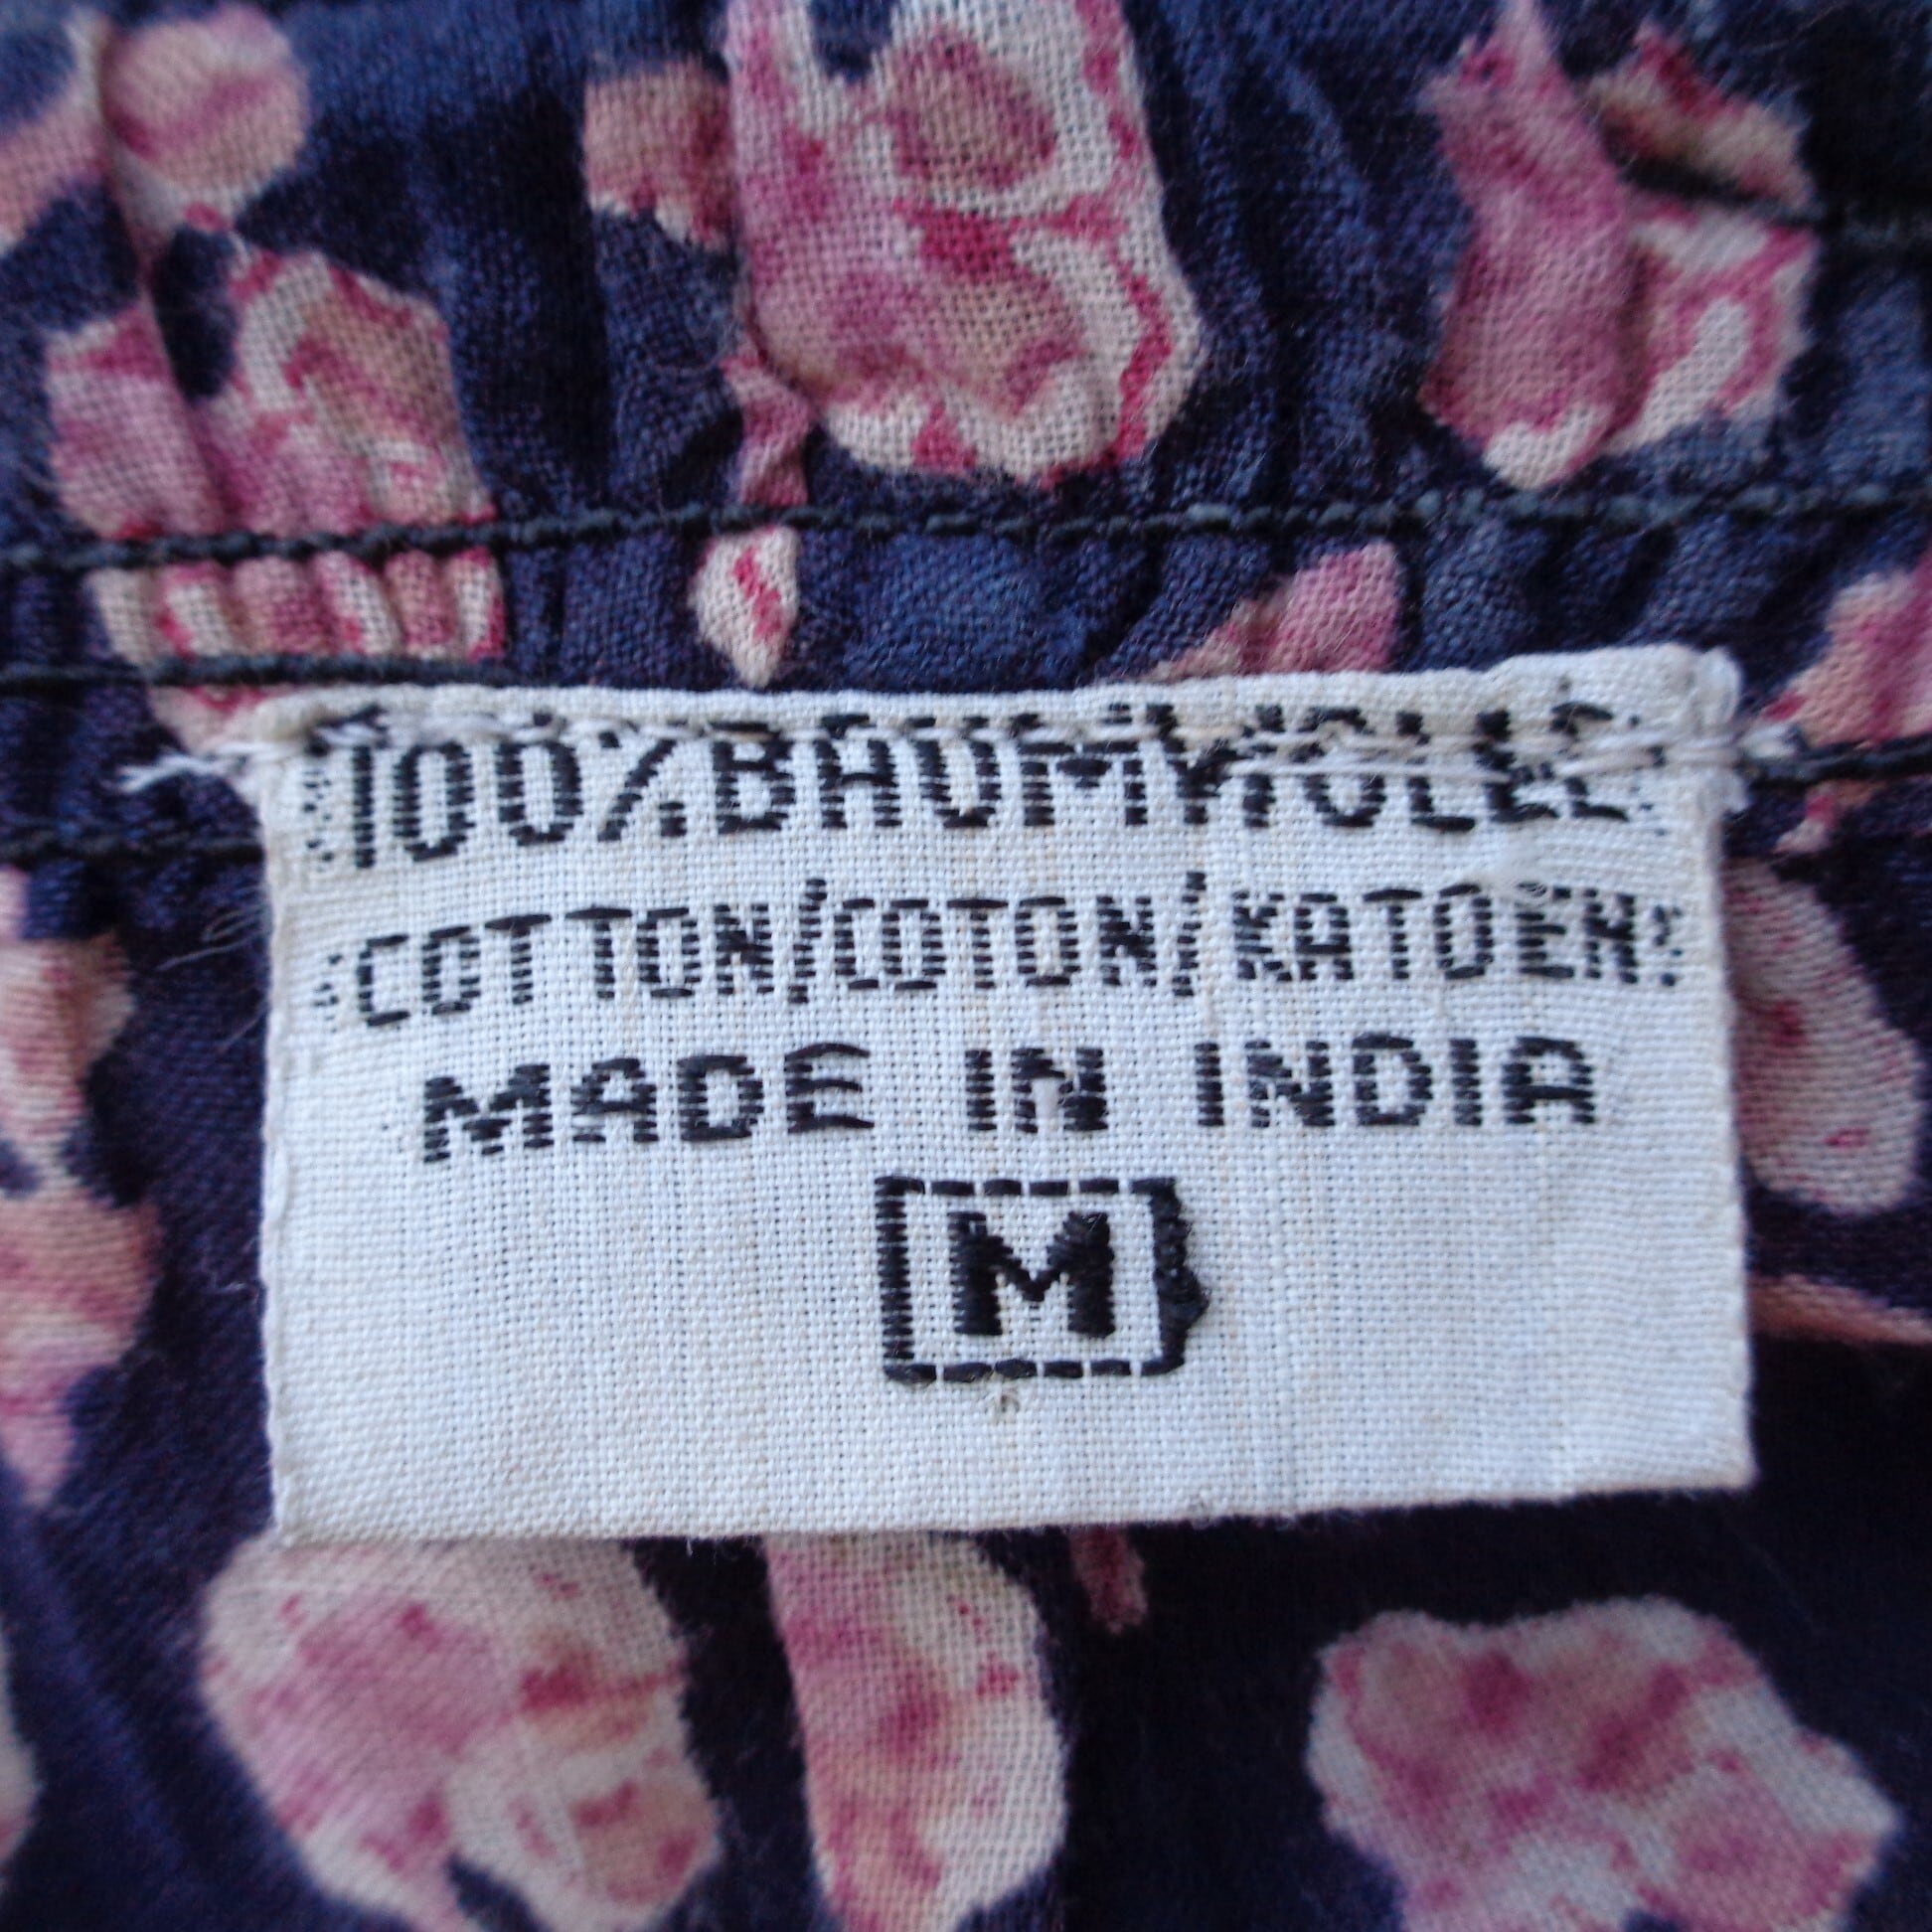 100% BAUMWOLLE
COTTON/COTON/KATOEN
MADE IN INDIA
M